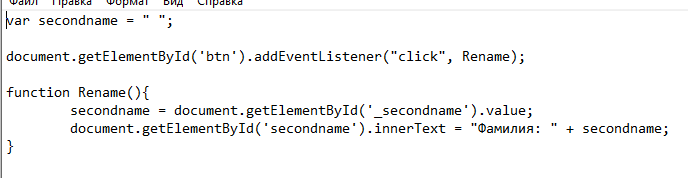 Файл Правка Формат Вид Справка
var secondname = " ";
document.getElementById('btn').addEventListener("click", Rename);
function Rename(){
secondname = document.getElementById('_secondname').value;
document.getElementById('secondname').innerText = "Фамилия: " + secondname;
}